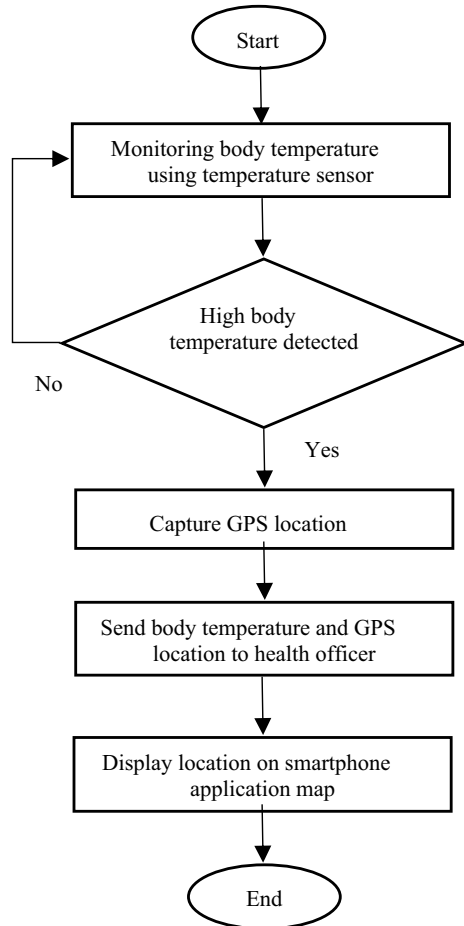 Start
Monitoring body temperature
using temperature sensor
High body
temperature detected
No
Yes
Capture GPS location
Send body temperature and GPS
location to health officer
Display location on smartphone
application map
End